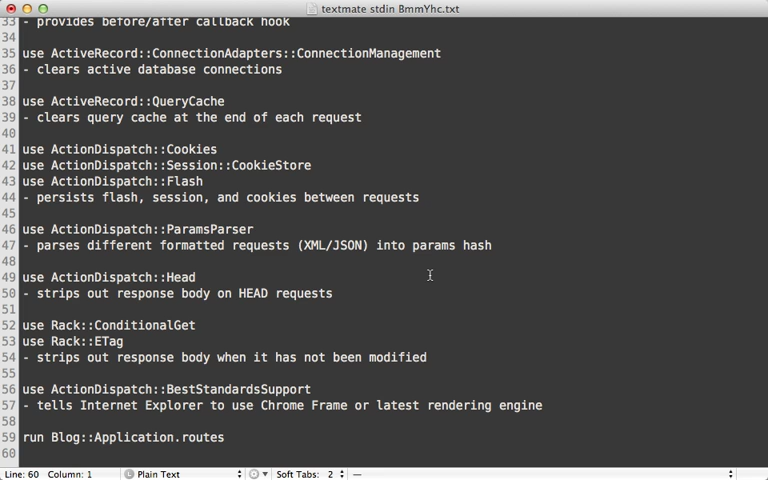 textmate stdin BmmYhc.txt
33 - provides before/after callback hook
34
35 use ActiveRecord::ConnectionAdapters::ConnectionManagement
36 - clears active database connections
37
38 use ActiveRecord::QueryCache
39 - clears query cache at the end of each request
40
41 use ActionDispatch::Cookies
42 use ActionDispatch::Session::CookieStore
43 use ActionDispatch::Flash
44 - persists flash, session, and cookies between requests
45
46 use ActionDispatch::ParamsParser
47 - parses different formatted requests (XML/JSON) into params hash
48
49 use ActionDispatch::Head
50 - strips out response body on HEAD requests
51
52 use Rack::ConditionalGet
53 use Rack::ETag
54 - strips out response body when it has not been modified
55
56 use ActionDispatch::BestStandardsSupport
57 - tells Internet Explorer to use Chrome Frame or latest rendering engine
58
59 run Blog::Application.routes
60
Line: 60 Column: 1 L Plain Text Soft Tabs: 2 —